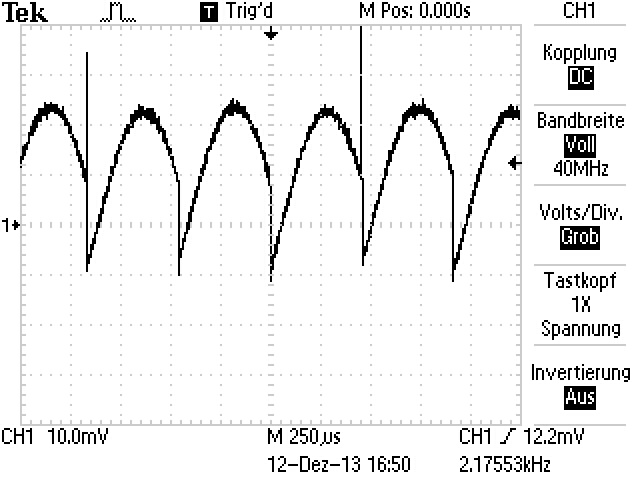 Tek T Trig'd M Pos: 0.000s CH1
Kopplung
DC
Bandbreite
Voll
40MHz
Volts/Div.
Grob
Tastkopf
1X
Spannung
Invertierung
Aus
1
CH1 10.0mV M 250µs CH1 12.2mV
12-Dez-13 16:50 2.17553kHz